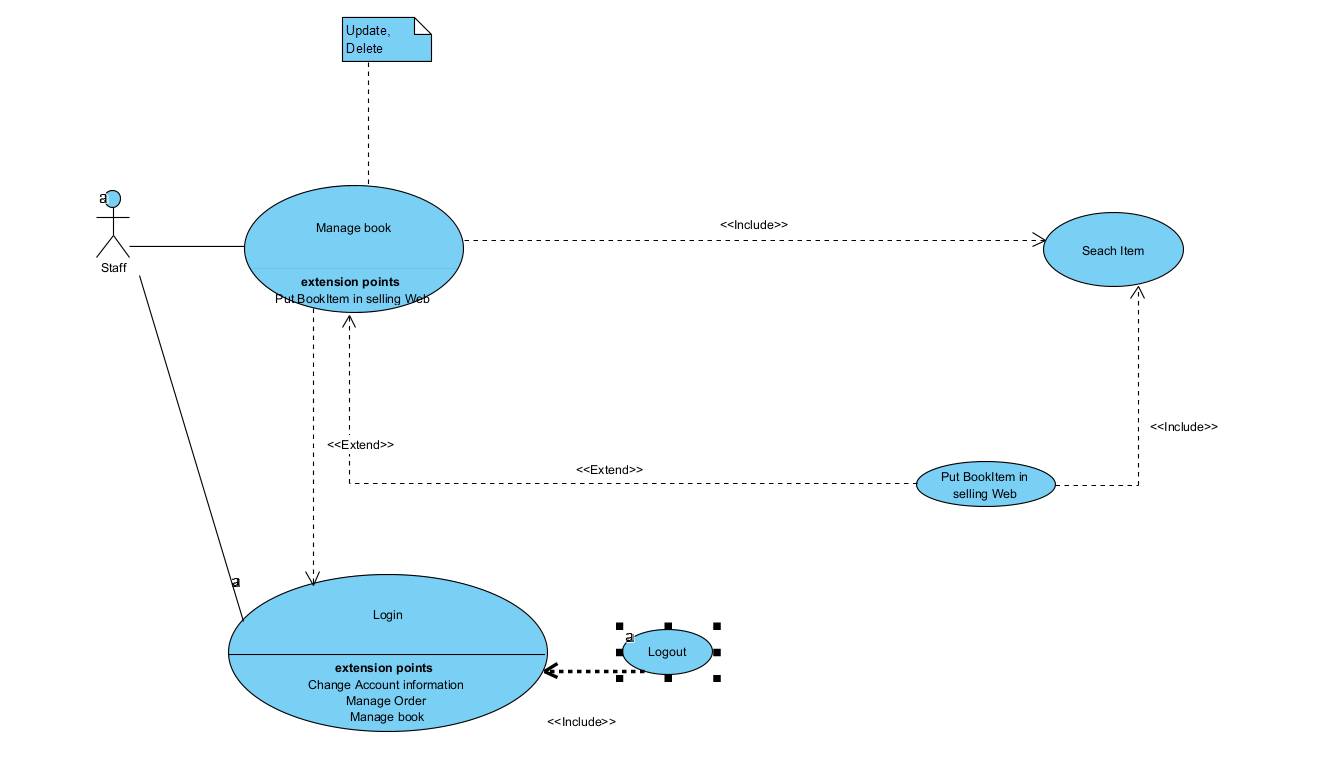 Update,
Delete
a
Staff
Manage book
extension points
Put BookItem in selling Web
<<Include>>
Seach Item
<<Extend>>
<<Extend>>
<<Include>>
Put BookItem in
selling Web
a
Login
extension points
Change Account information
Manage Order
Manage book
a
Logout
<<Include>>